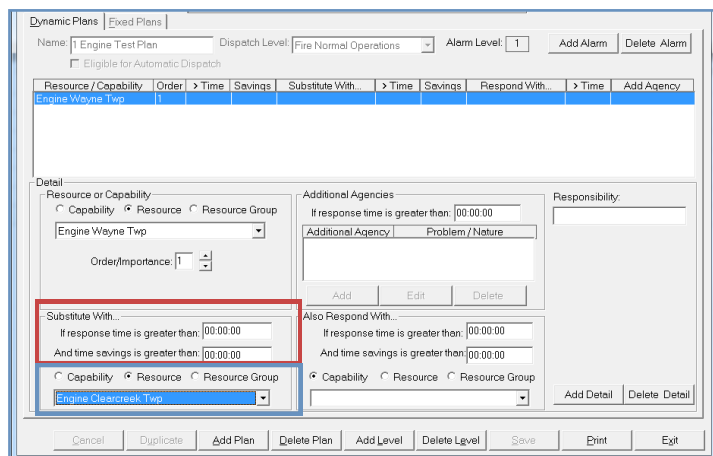 Dynamic Plans Fixed Plans
Name: 1 Engine Test Plan Dispatch Level: Fire Normal Operations Alarm Level: 1 Add Alarm Delete Alarm
Eligible for Automatic Dispatch
Resource / Capability Order > Time Savings Substitute With... > Time Savings Respond With... > Time Add Agency
Engine Wayne Twp 1
Detail
Resource or Capability Additional Agencies Responsibility:
Capability Resource Resource Group If response time is greater than: 00:00:00
Engine Wayne Twp Additional Agency Problem / Nature
Order/Importance: 1
Add Edit Delete
Substitute With... Also Respond With...
If response time is greater than: 00:00:00 If response time is greater than: 00:00:00
And time savings is greater than: 00:00:00 And time savings is greater than: 00:00:00
Capability Resource Resource Group Capability Resource Resource Group
Engine Clearcreek Twp Add Detail Delete Detail
Cancel Duplicate Add Plan Delete Plan Add Level Delete Level Save Print Exit